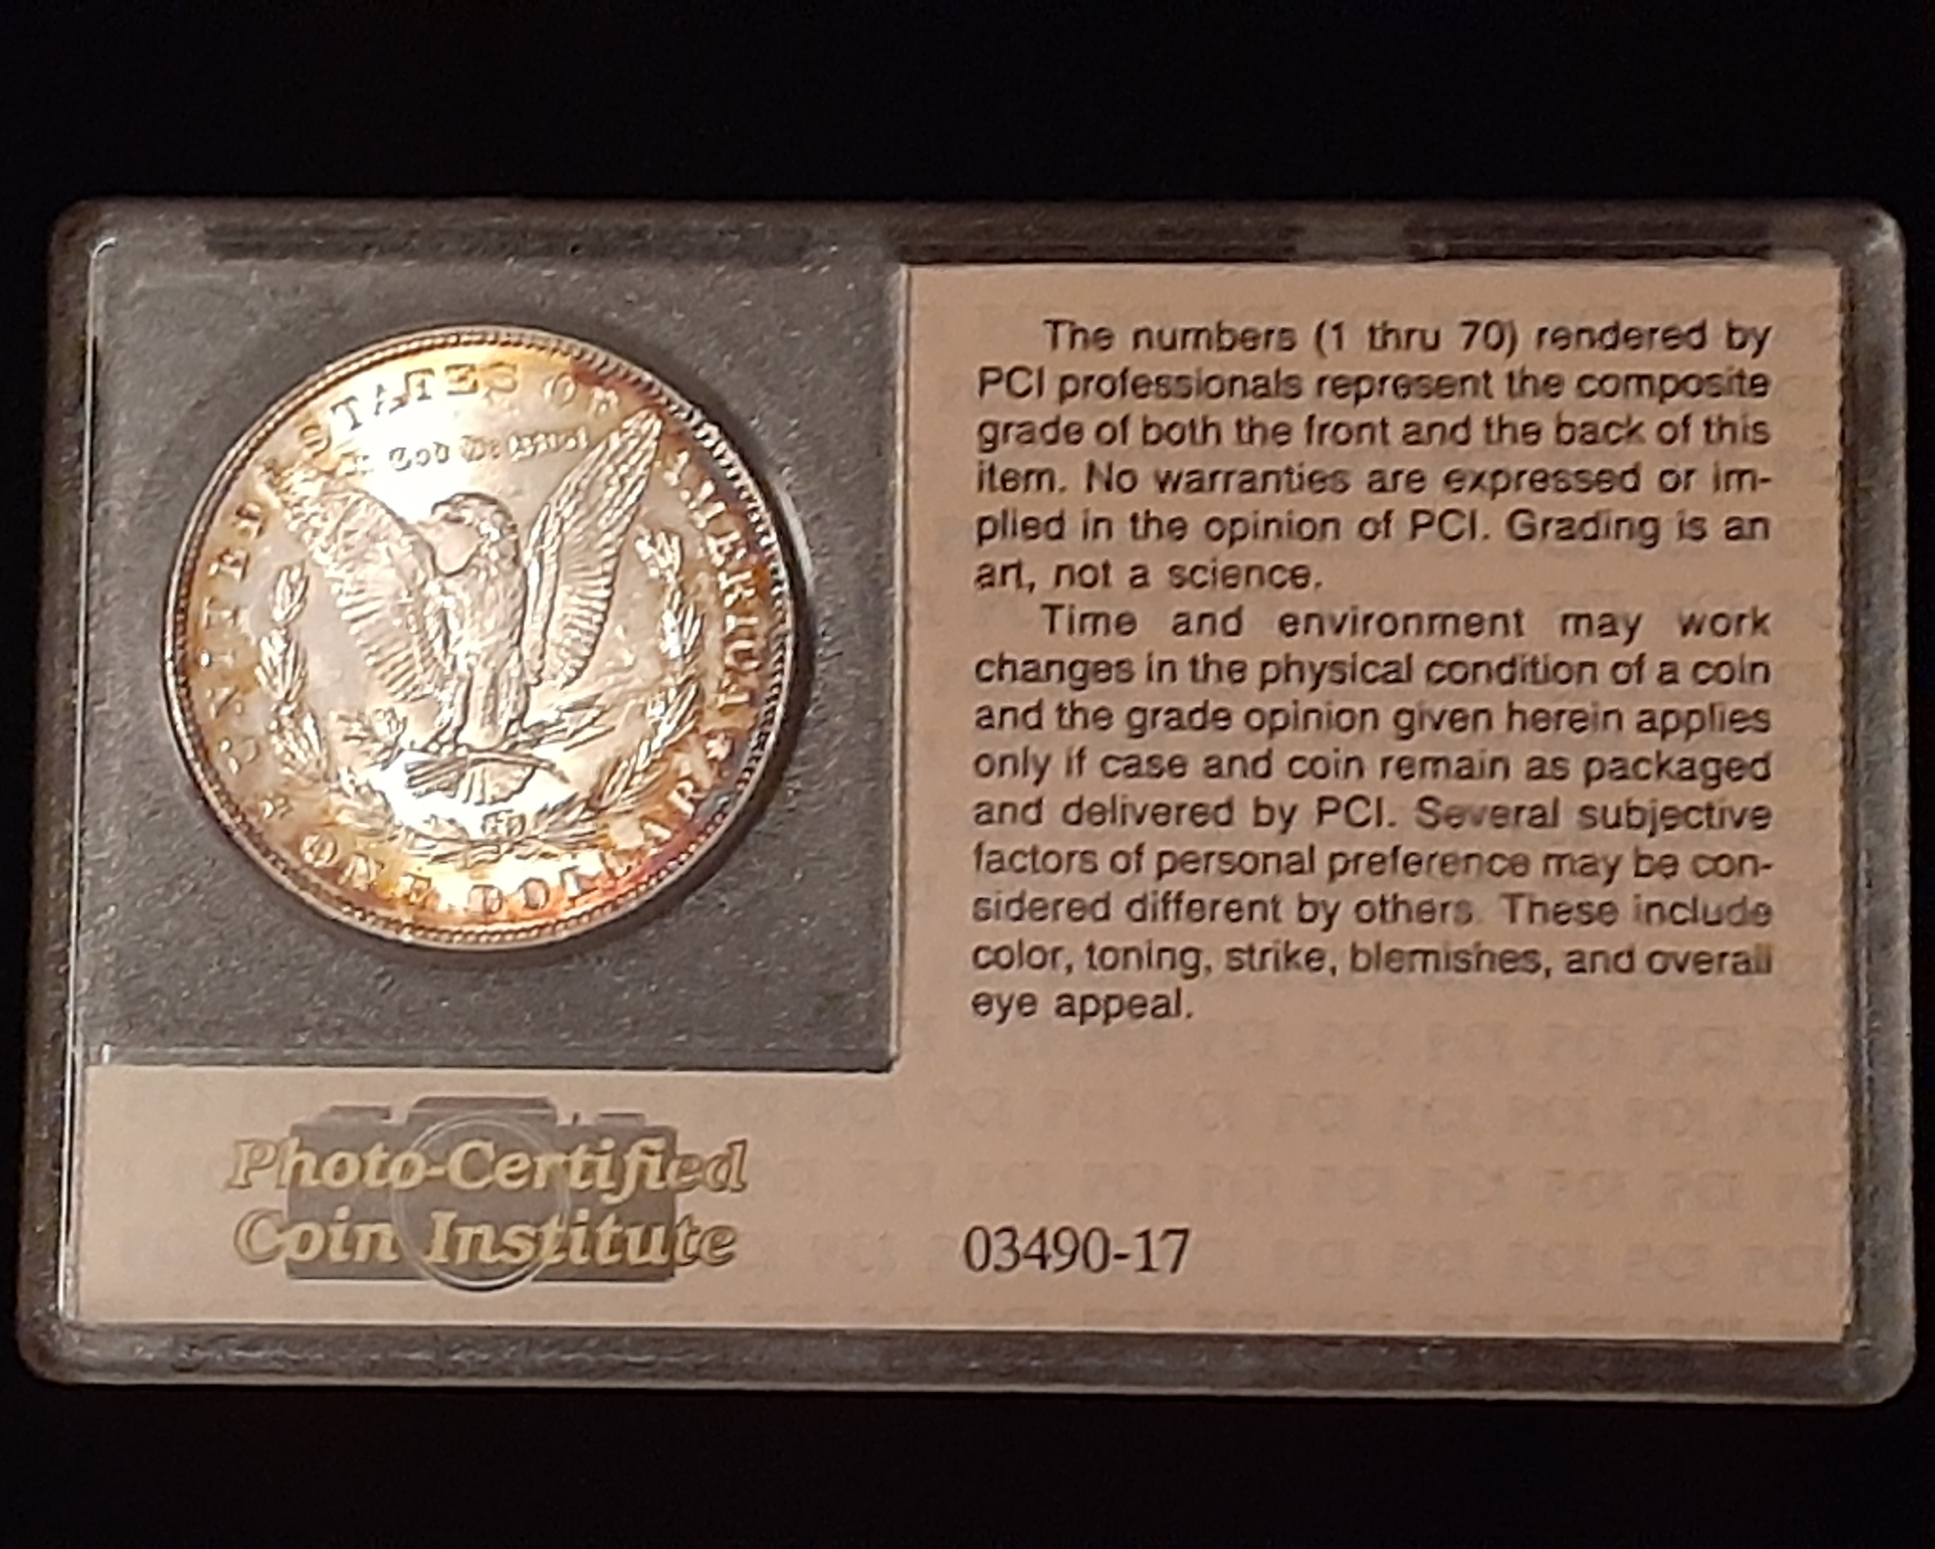 UNITED STATES OF AMERICA
In God We Trust
ONE DOLLAR
The numbers (1 thru 70) rendered by
PCI professionals represent the composite
grade of both the front and the back of this
item. No warranties are expressed or im-
plied in the opinion of PCI. Grading is an
art, not a science.
Time and environment may work
changes in the physical condition of a coin
and the grade opinion given herein applies
only if case and coin remain as packaged
and delivered by PCI. Several subjective
factors of personal preference may be con-
sidered different by others. These include
color, toning, strike, blemishes, and overall
eye appeal.
Photo-Certified
Coin Institute
03490-17